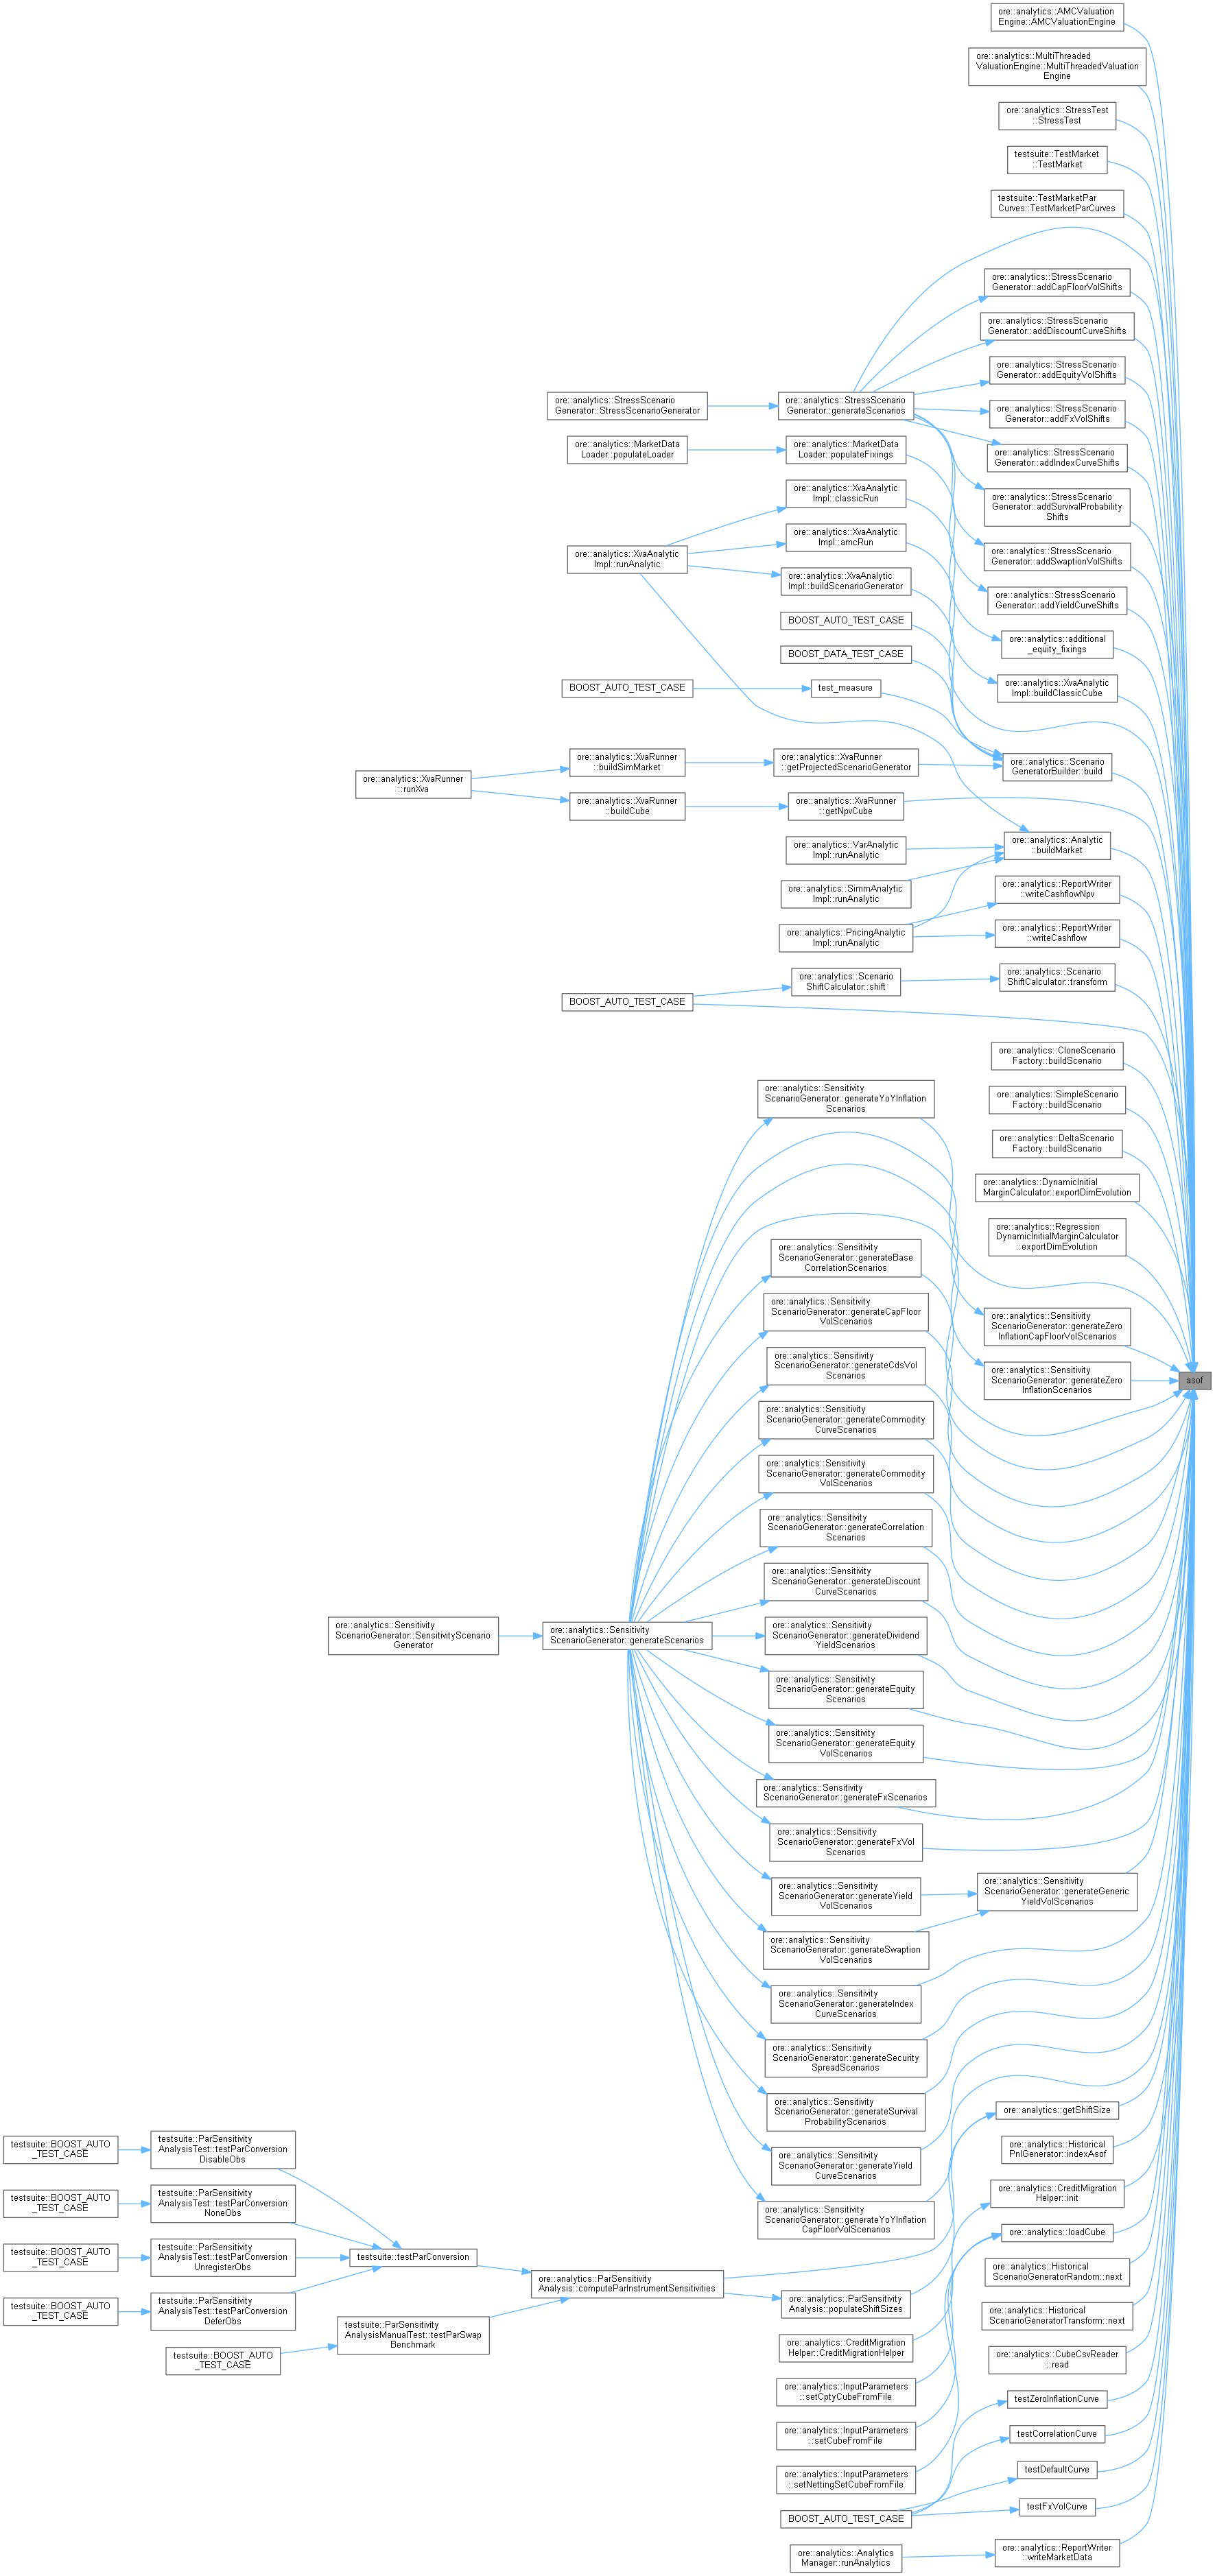 ore::analytics::AMCValuation
Engine::AMCValuationEngine
ore::analytics::MultiThreaded
ValuationEngine::MultiThreadedValuation
Engine
ore::analytics::StressTest
::StressTest
testsuite::TestMarket
::TestMarket
testsuite::TestMarketPar
Curves::TestMarketParCurves
ore::analytics::StressScenario
Generator::addCapFloorVolShifts
ore::analytics::StressScenario
Generator::addDiscountCurveShifts
ore::analytics::StressScenario
Generator::addEquityVolShifts
ore::analytics::StressScenario
Generator::StressScenarioGenerator
ore::analytics::StressScenario
Generator::generateScenarios
ore::analytics::StressScenario
Generator::addFxVolShifts
ore::analytics::MarketData
Loader::populateLoader
ore::analytics::MarketData
Loader::populateFixings
ore::analytics::StressScenario
Generator::addIndexCurveShifts
ore::analytics::XvaAnalytic
Impl::classicRun
ore::analytics::StressScenario
Generator::addSurvivalProbability
Shifts
ore::analytics::XvaAnalytic
Impl::runAnalytic
ore::analytics::XvaAnalytic
Impl::amcRun
ore::analytics::StressScenario
Generator::addSwaptionVolShifts
ore::analytics::XvaAnalytic
Impl::buildScenarioGenerator
ore::analytics::StressScenario
Generator::addYieldCurveShifts
BOOST_AUTO_TEST_CASE
ore::analytics::additional
_equity_fixings
BOOST_DATA_TEST_CASE
BOOST_AUTO_TEST_CASE
test_measure
ore::analytics::XvaAnalytic
Impl::buildClassicCube
ore::analytics::XvaRunner
::runXva
ore::analytics::XvaRunner
::buildSimMarket
ore::analytics::XvaRunner
::getProjectedScenarioGenerator
ore::analytics::Scenario
GeneratorBuilder::build
ore::analytics::XvaRunner
::buildCube
ore::analytics::XvaRunner
::getNpvCube
ore::analytics::VarAnalytic
Impl::runAnalytic
ore::analytics::Analytic
::buildMarket
ore::analytics::SimmAnalytic
Impl::runAnalytic
ore::analytics::ReportWriter
::writeCashflowNpv
ore::analytics::PricingAnalytic
Impl::runAnalytic
ore::analytics::ReportWriter
::writeCashflow
BOOST_AUTO_TEST_CASE
ore::analytics::Scenario
ShiftCalculator::shift
ore::analytics::Scenario
ShiftCalculator::transform
ore::analytics::CloneScenario
Factory::buildScenario
ore::analytics::Sensitivity
ScenarioGenerator::generateYoYInflation
Scenarios
ore::analytics::SimpleScenario
Factory::buildScenario
ore::analytics::DeltaScenario
Factory::buildScenario
ore::analytics::DynamicInitial
MarginCalculator::exportDimEvolution
ore::analytics::Regression
DynamicInitialMarginCalculator
::exportDimEvolution
ore::analytics::Sensitivity
ScenarioGenerator::generateBase
CorrelationScenarios
ore::analytics::Sensitivity
ScenarioGenerator::generateCapFloor
VolScenarios
ore::analytics::Sensitivity
ScenarioGenerator::generateZero
InflationCapFloorVolScenarios
ore::analytics::Sensitivity
ScenarioGenerator::generateCdsVol
Scenarios
ore::analytics::Sensitivity
ScenarioGenerator::generateZero
InflationScenarios
asof
ore::analytics::Sensitivity
ScenarioGenerator::generateCommodity
CurveScenarios
ore::analytics::Sensitivity
ScenarioGenerator::generateCommodity
VolScenarios
ore::analytics::Sensitivity
ScenarioGenerator::generateCorrelation
Scenarios
ore::analytics::Sensitivity
ScenarioGenerator::generateDiscount
CurveScenarios
ore::analytics::Sensitivity
ScenarioGenerator::SensitivityScenario
Generator
ore::analytics::Sensitivity
ScenarioGenerator::generateScenarios
ore::analytics::Sensitivity
ScenarioGenerator::generateDividend
YieldScenarios
ore::analytics::Sensitivity
ScenarioGenerator::generateEquity
Scenarios
ore::analytics::Sensitivity
ScenarioGenerator::generateEquity
VolScenarios
ore::analytics::Sensitivity
ScenarioGenerator::generateFxScenarios
ore::analytics::Sensitivity
ScenarioGenerator::generateFxVol
Scenarios
ore::analytics::Sensitivity
ScenarioGenerator::generateYield
VolScenarios
ore::analytics::Sensitivity
ScenarioGenerator::generateGeneric
YieldVolScenarios
ore::analytics::Sensitivity
ScenarioGenerator::generateSwaption
VolScenarios
ore::analytics::Sensitivity
ScenarioGenerator::generateIndex
CurveScenarios
ore::analytics::Sensitivity
ScenarioGenerator::generateSecurity
SpreadScenarios
ore::analytics::Sensitivity
ScenarioGenerator::generateSurvival
ProbabilityScenarios
ore::analytics::getShiftSize
testsuite::BOOST_AUTO
_TEST_CASE
testsuite::ParSensitivity
AnalysisTest::testParConversion
DisableObs
ore::analytics::Sensitivity
ScenarioGenerator::generateYield
CurveScenarios
ore::analytics::Historical
PnlGenerator::indexAsof
testsuite::BOOST_AUTO
_TEST_CASE
testsuite::ParSensitivity
AnalysisTest::testParConversion
NoneObs
ore::analytics::Sensitivity
ScenarioGenerator::generateYoYInflation
CapFloorVolScenarios
ore::analytics::CreditMigration
Helper::init
ore::analytics::loadCube
testsuite::BOOST_AUTO
_TEST_CASE
testsuite::ParSensitivity
AnalysisTest::testParConversion
UnregisterObs
testsuite::testParConversion
ore::analytics::Historical
ScenarioGeneratorRandom::next
testsuite::BOOST_AUTO
_TEST_CASE
testsuite::ParSensitivity
AnalysisTest::testParConversion
DeferObs
ore::analytics::ParSensitivity
Analysis::computeParInstrumentSensitivities
ore::analytics::ParSensitivity
Analysis::populateShiftSizes
ore::analytics::Historical
ScenarioGeneratorTransform::next
testsuite::BOOST_AUTO
_TEST_CASE
testsuite::ParSensitivity
AnalysisManualTest::testParSwap
Benchmark
ore::analytics::CreditMigration
Helper::CreditMigrationHelper
ore::analytics::CubeCsvReader
::read
ore::analytics::InputParameters
::setCptyCubeFromFile
testZeroInflationCurve
ore::analytics::InputParameters
::setCubeFromFile
testCorrelationCurve
ore::analytics::InputParameters
::setNettingSetCubeFromFile
testDefaultCurve
BOOST_AUTO_TEST_CASE
testFxVolCurve
ore::analytics::Analytics
Manager::runAnalytics
ore::analytics::ReportWriter
::writeMarketData